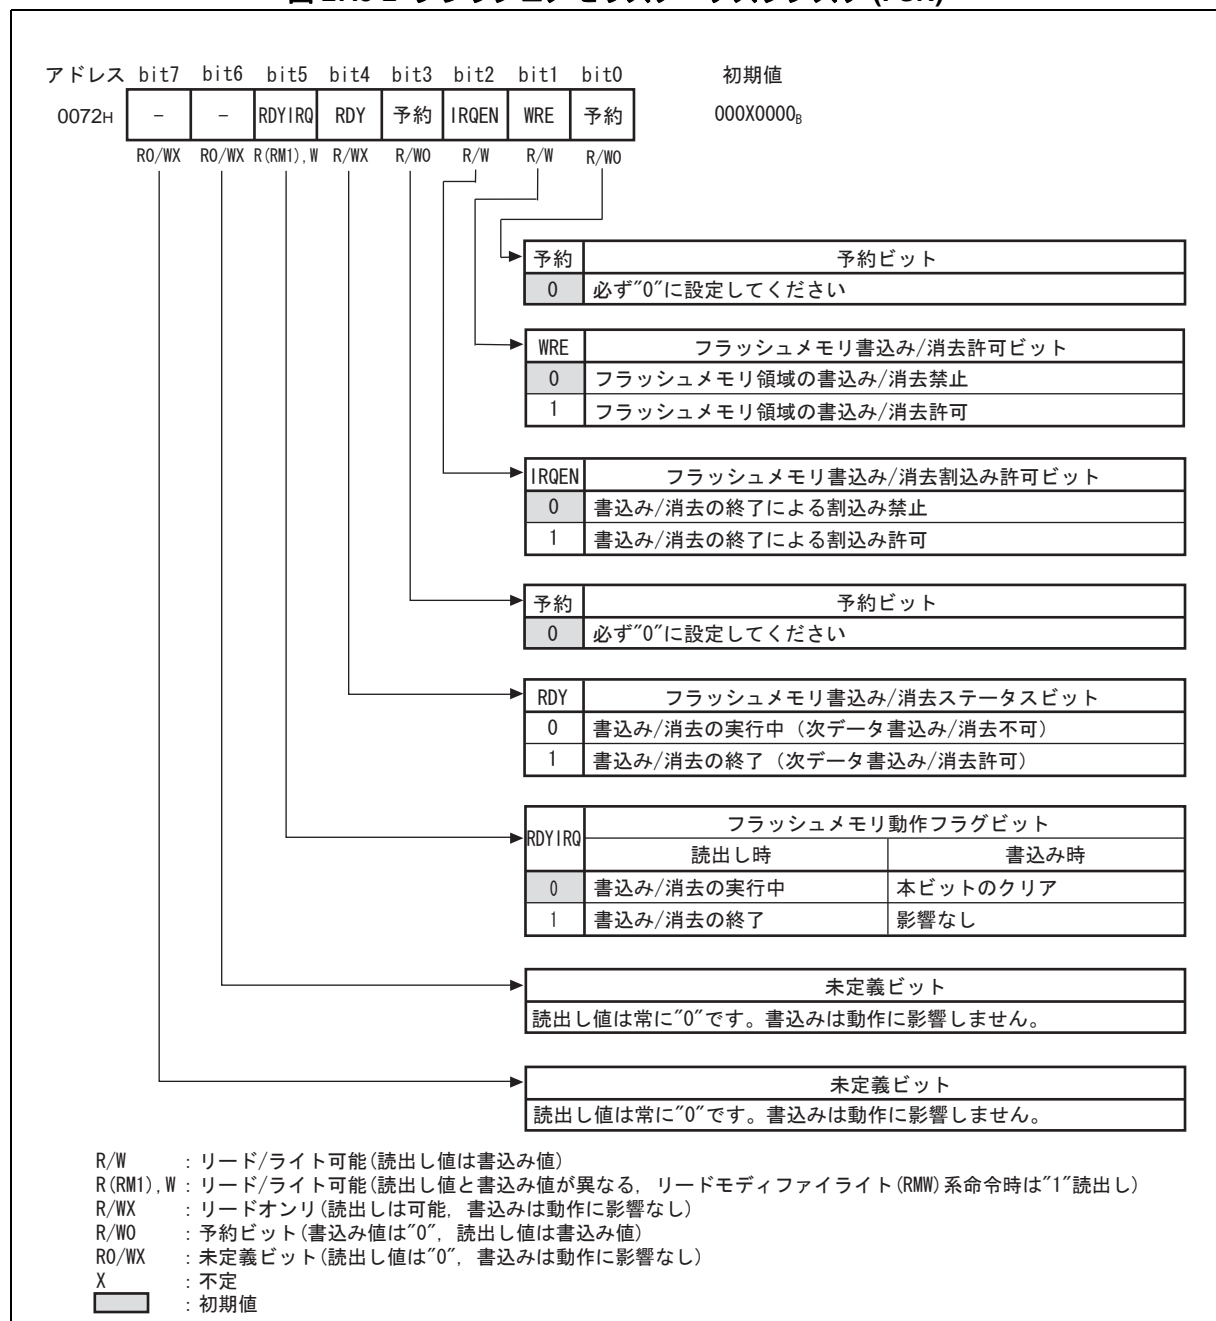 アドレス bit7 bit6 bit5 bit4 bit3 bit2 bit1 bit0 初期値
0072H - - RDYIRQ RDY 予約 IRQEN WRE 予約 000X0000B
R0/WX R0/WX R(RM1),W R/WX R/W0 R/W R/W R/W0
予約 予約ビット
0 必ず"0"に設定してください
WRE フラッシュメモリ書込み/消去許可ビット
0 フラッシュメモリ領域の書込み/消去禁止
1 フラッシュメモリ領域の書込み/消去許可
IRQEN フラッシュメモリ書込み/消去割込み許可ビット
0 書込み/消去の終了による割込み禁止
1 書込み/消去の終了による割込み許可
予約 予約ビット
0 必ず"0"に設定してください
RDY フラッシュメモリ書込み/消去ステータスビット
0 書込み/消去の実行中（次データ書込み/消去不可）
1 書込み/消去の終了（次データ書込み/消去許可）
RDYIRQ フラッシュメモリ動作フラグビット
読出し時 書込み時
0 書込み/消去の実行中 本ビットのクリア
1 書込み/消去の終了 影響なし
未定義ビット
読出し値は常に"0"です。書込みは動作に影響しません。
未定義ビット
読出し値は常に"0"です。書込みは動作に影響しません。
R/W : リード/ライト可能(読出し値は書込み値)
R(RM1),W : リード/ライト可能(読出し値と書込み値が異なる, リードモディファイライト(RMW)系命令時は"1"読出し)
R/WX : リードオンリ(読出しは可能, 書込みは動作に影響なし)
R/W0 : 予約ビット(書込み値は"0", 読出し値は書込み値)
R0/WX : 未定義ビット(読出し値は"0", 書込みは動作に影響なし)
X : 不定
: 初期値